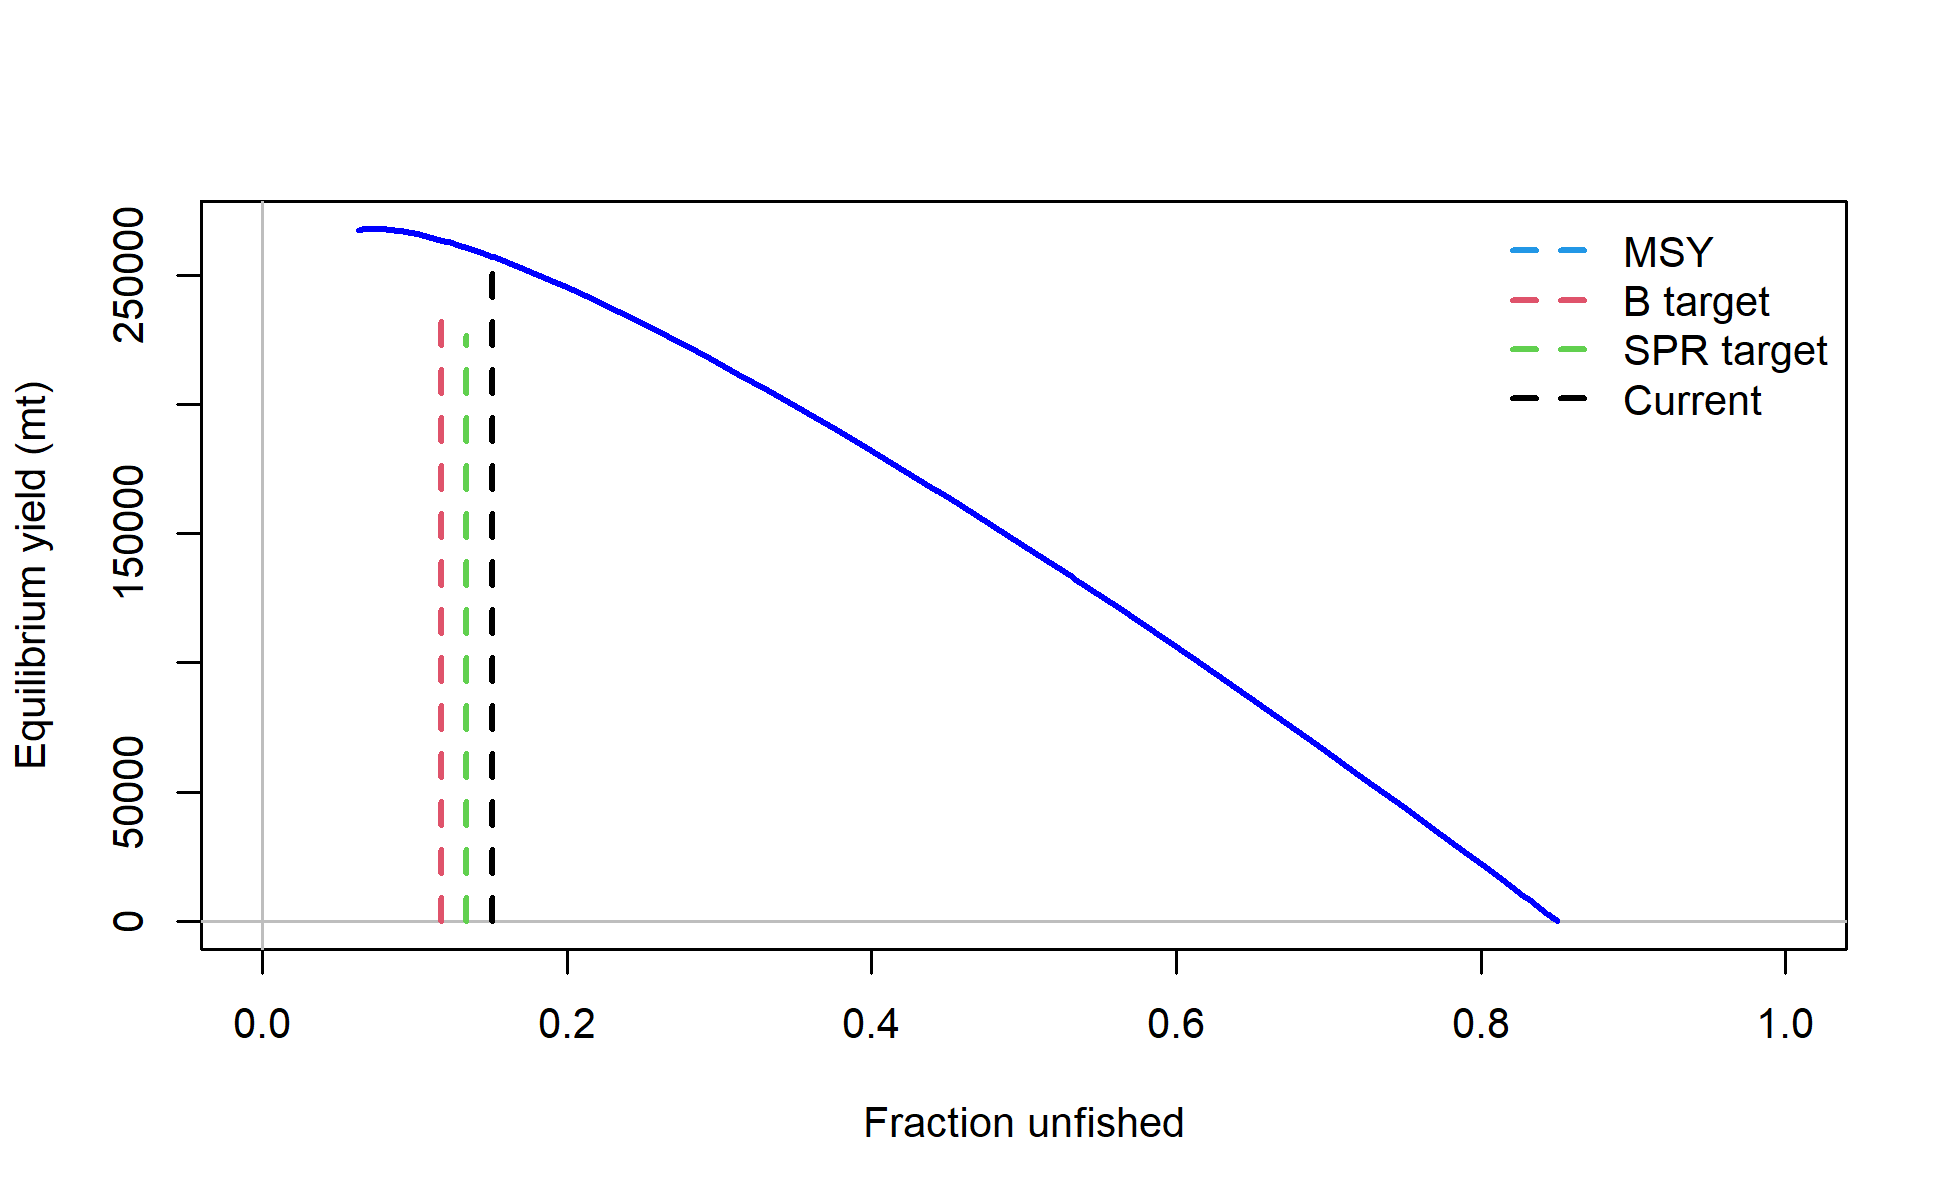 Equilibrium yield (mt)
250000
150000
50000
0
MSY
B target
SPR target
Current
0.0 0.2 0.4 0.6 0.8 1.0
Fraction unfished